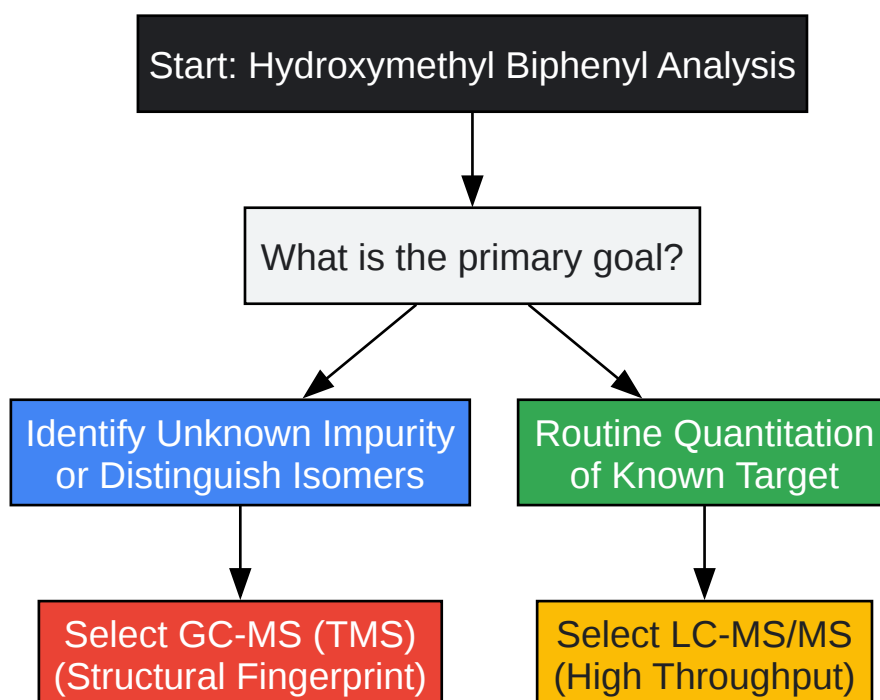 Start: Hydroxymethyl Biphenyl Analysis
What is the primary goal?
Identify Unknown Impurity
or Distinguish Isomers
Routine Quantitation
of Known Target
Select GC-MS (TMS)
(Structural Fingerprint)
Select LC-MS/MS
(High Throughput)